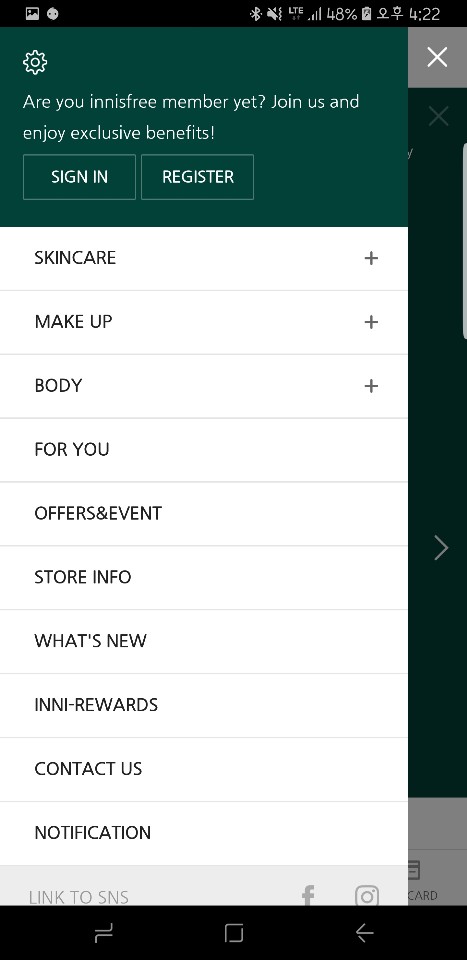 LTE 48% 오후 4:22
Are you innisfree member yet? Join us and
enjoy exclusive benefits!
SIGN IN REGISTER
y
SKINCARE +
MAKE UP +
BODY +
FOR YOU
OFFERS&EVENT
STORE INFO
WHAT'S NEW
INNI-REWARDS
CONTACT US
NOTIFICATION
LINK TO SNS
CARD